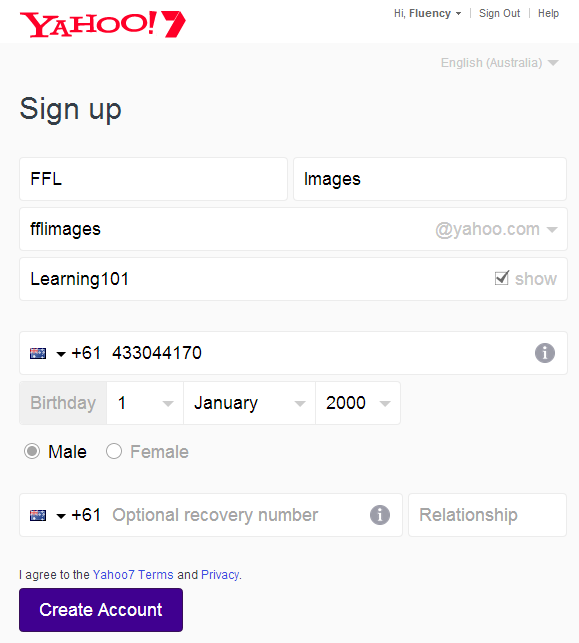 YAHOO!7
Hi, Fluency | Sign Out | Help
English (Australia)
Sign up
FFL Images
fflimages @yahoo.com
Learning101 show
+61 433044170 i
Birthday 1 January 2000
Male Female
+61 Optional recovery number i Relationship
I agree to the Yahoo7 Terms and Privacy.
Create Account